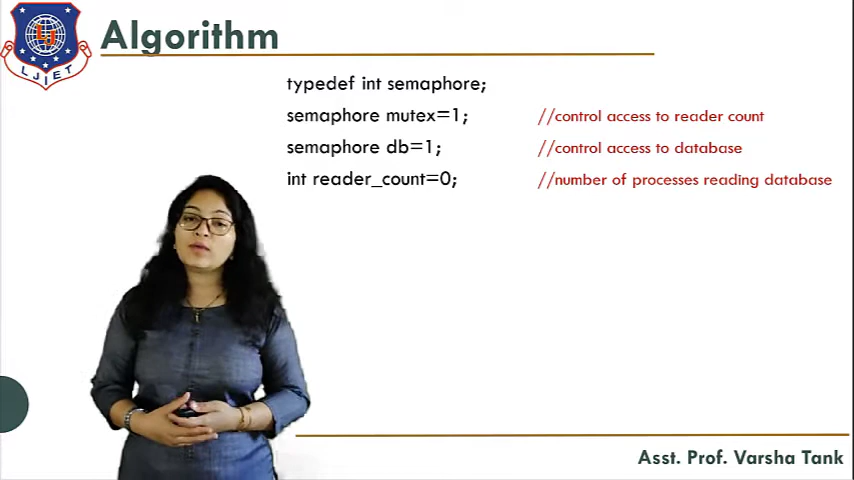 Algorithm
LJIET
typedef int semaphore;
semaphore mutex=1; //control access to reader count
semaphore db=1; //control access to database
int reader_count=0; //number of processes reading database
Asst. Prof. Varsha Tank